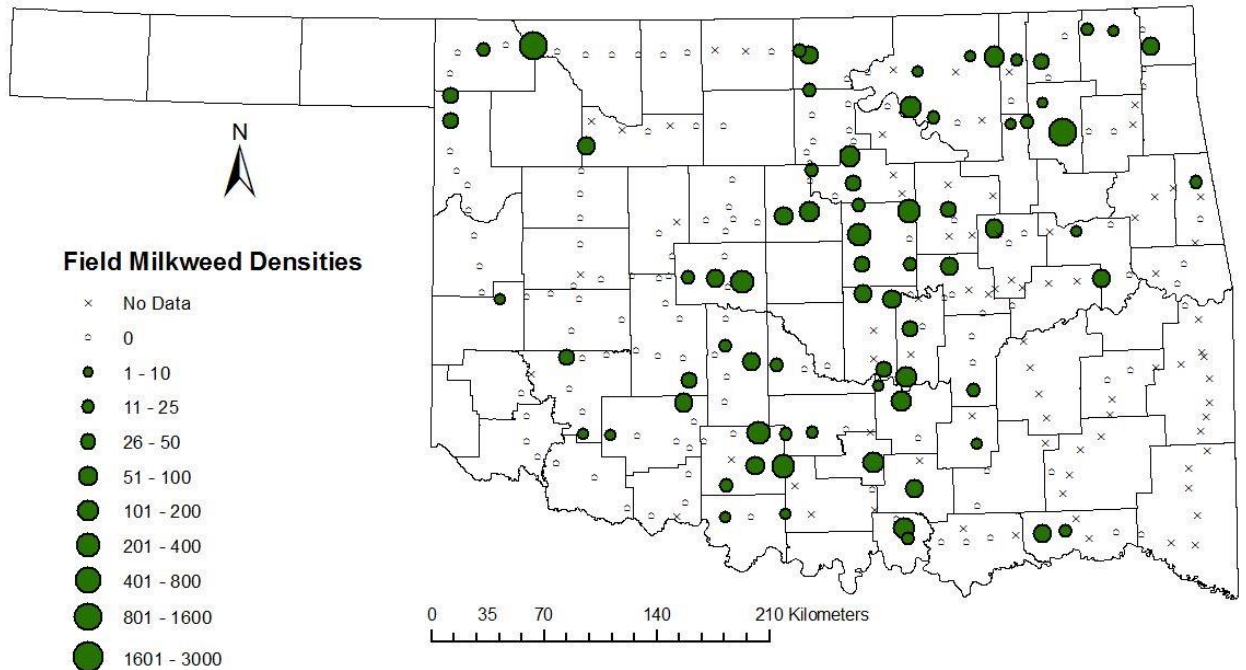 N
Field Milkweed Densities
No Data
0
1 - 10
11 - 25
26 - 50
51 - 100
101 - 200
201 - 400
401 - 800
801 - 1600
1601 - 3000
0 35 70 140 210 Kilometers